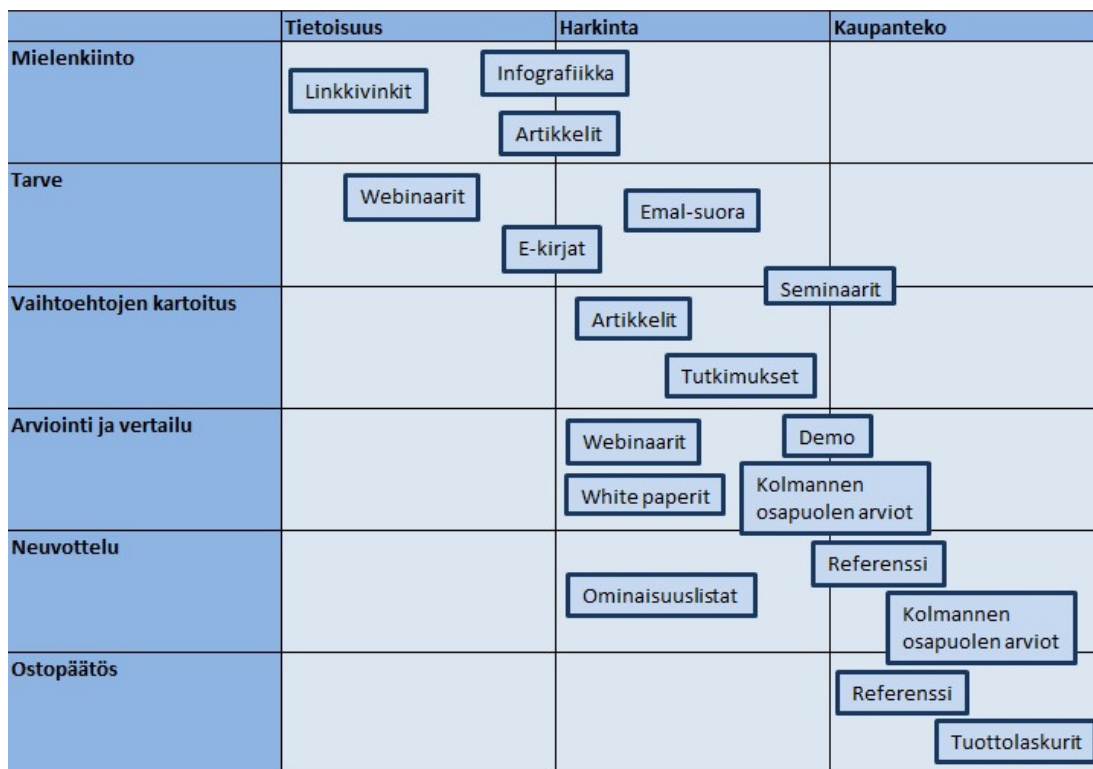 Tietoisuus
Harkinta
Kaupanteko
Mielenkiinto
Linkkivinkit
Infografiikka
Artikkelit
Tarve
Webinaarit
Emal-suora
E-kirjat
Seminaarit
Vaihtoehtojen kartoitus
Artikkelit
Tutkimukset
Arviointi ja vertailu
Webinaarit
Demo
White paperit
Kolmannen
osapuolen arviot
Neuvottelu
Referenssi
Ominaisuuslistat
Kolmannen
osapuolen arviot
Ostopäätös
Referenssi
Tuottolaskurit